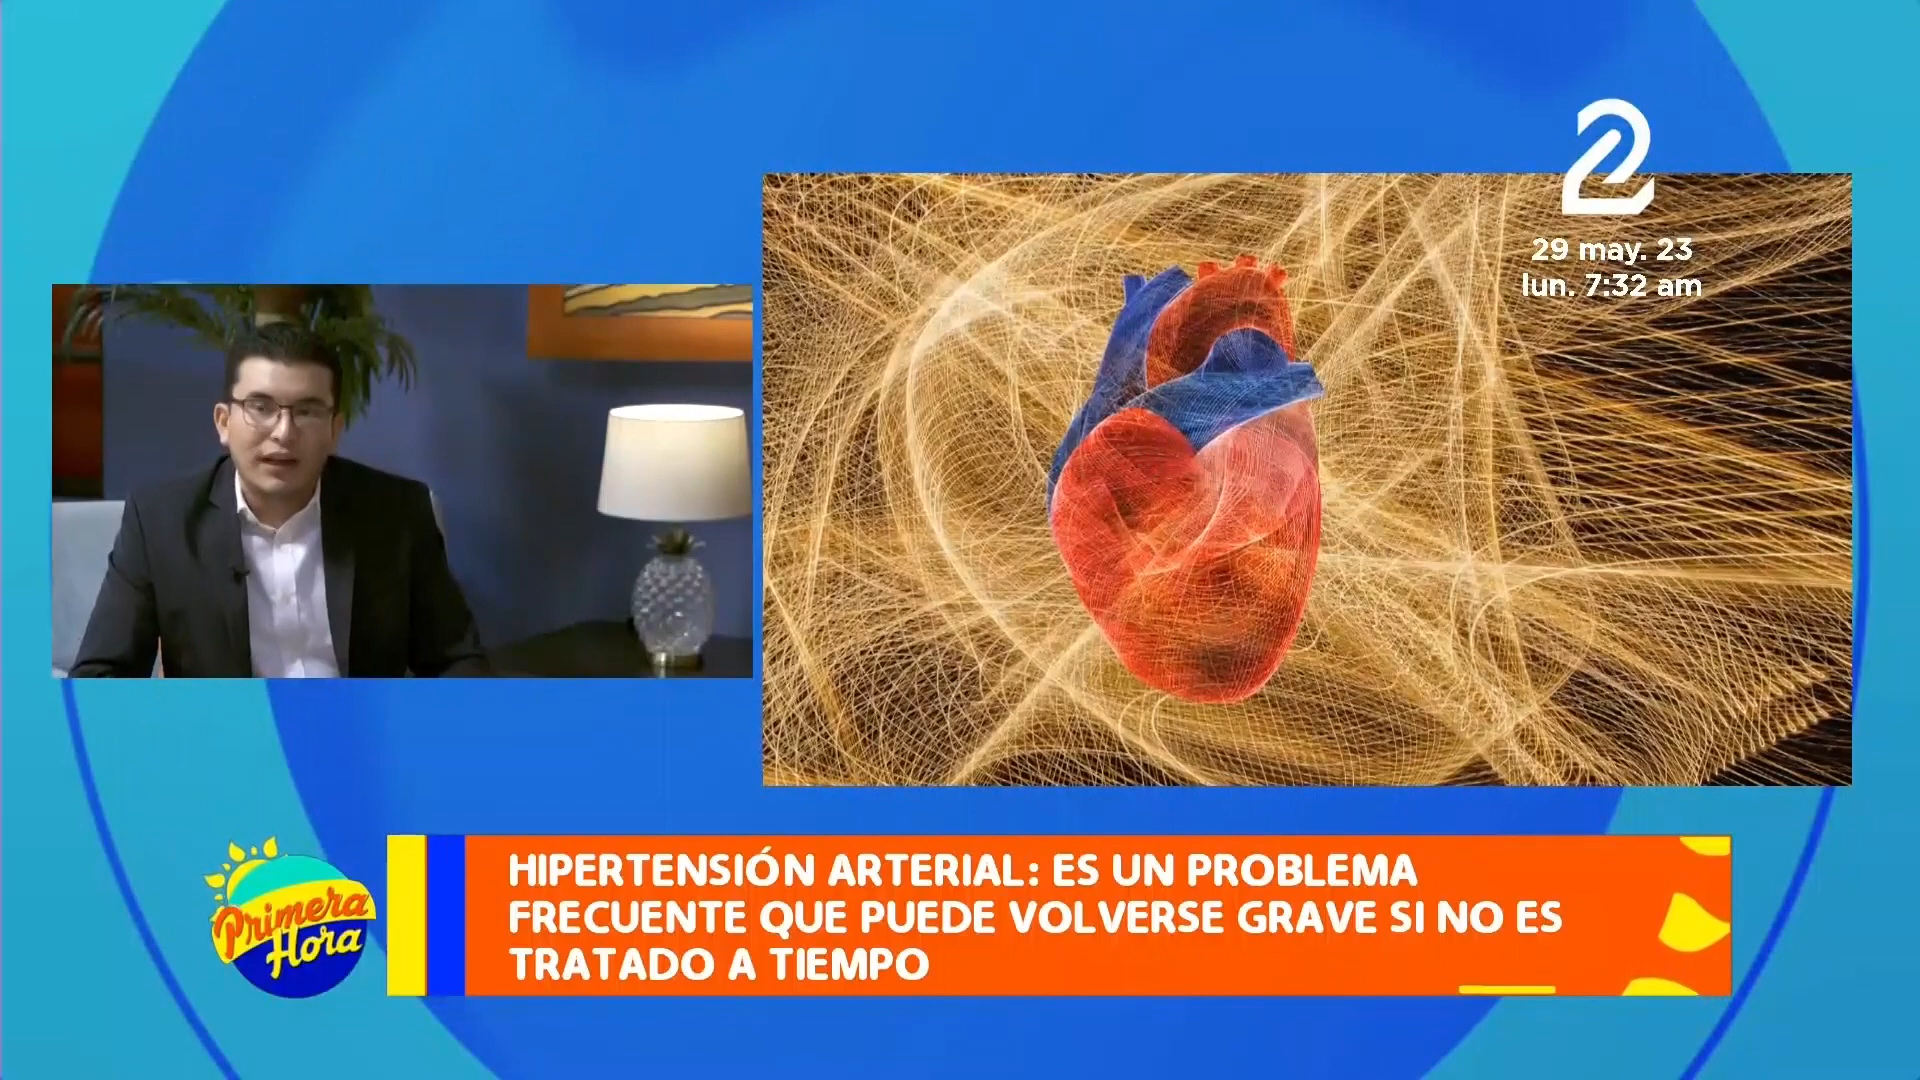 2
29 may. 23
lun. 7:32 am
Primera
Hora
HIPERTENSIÓN ARTERIAL: ES UN PROBLEMA
FRECUENTE QUE PUEDE VOLVERSE GRAVE SI NO ES
TRATADO A TIEMPO